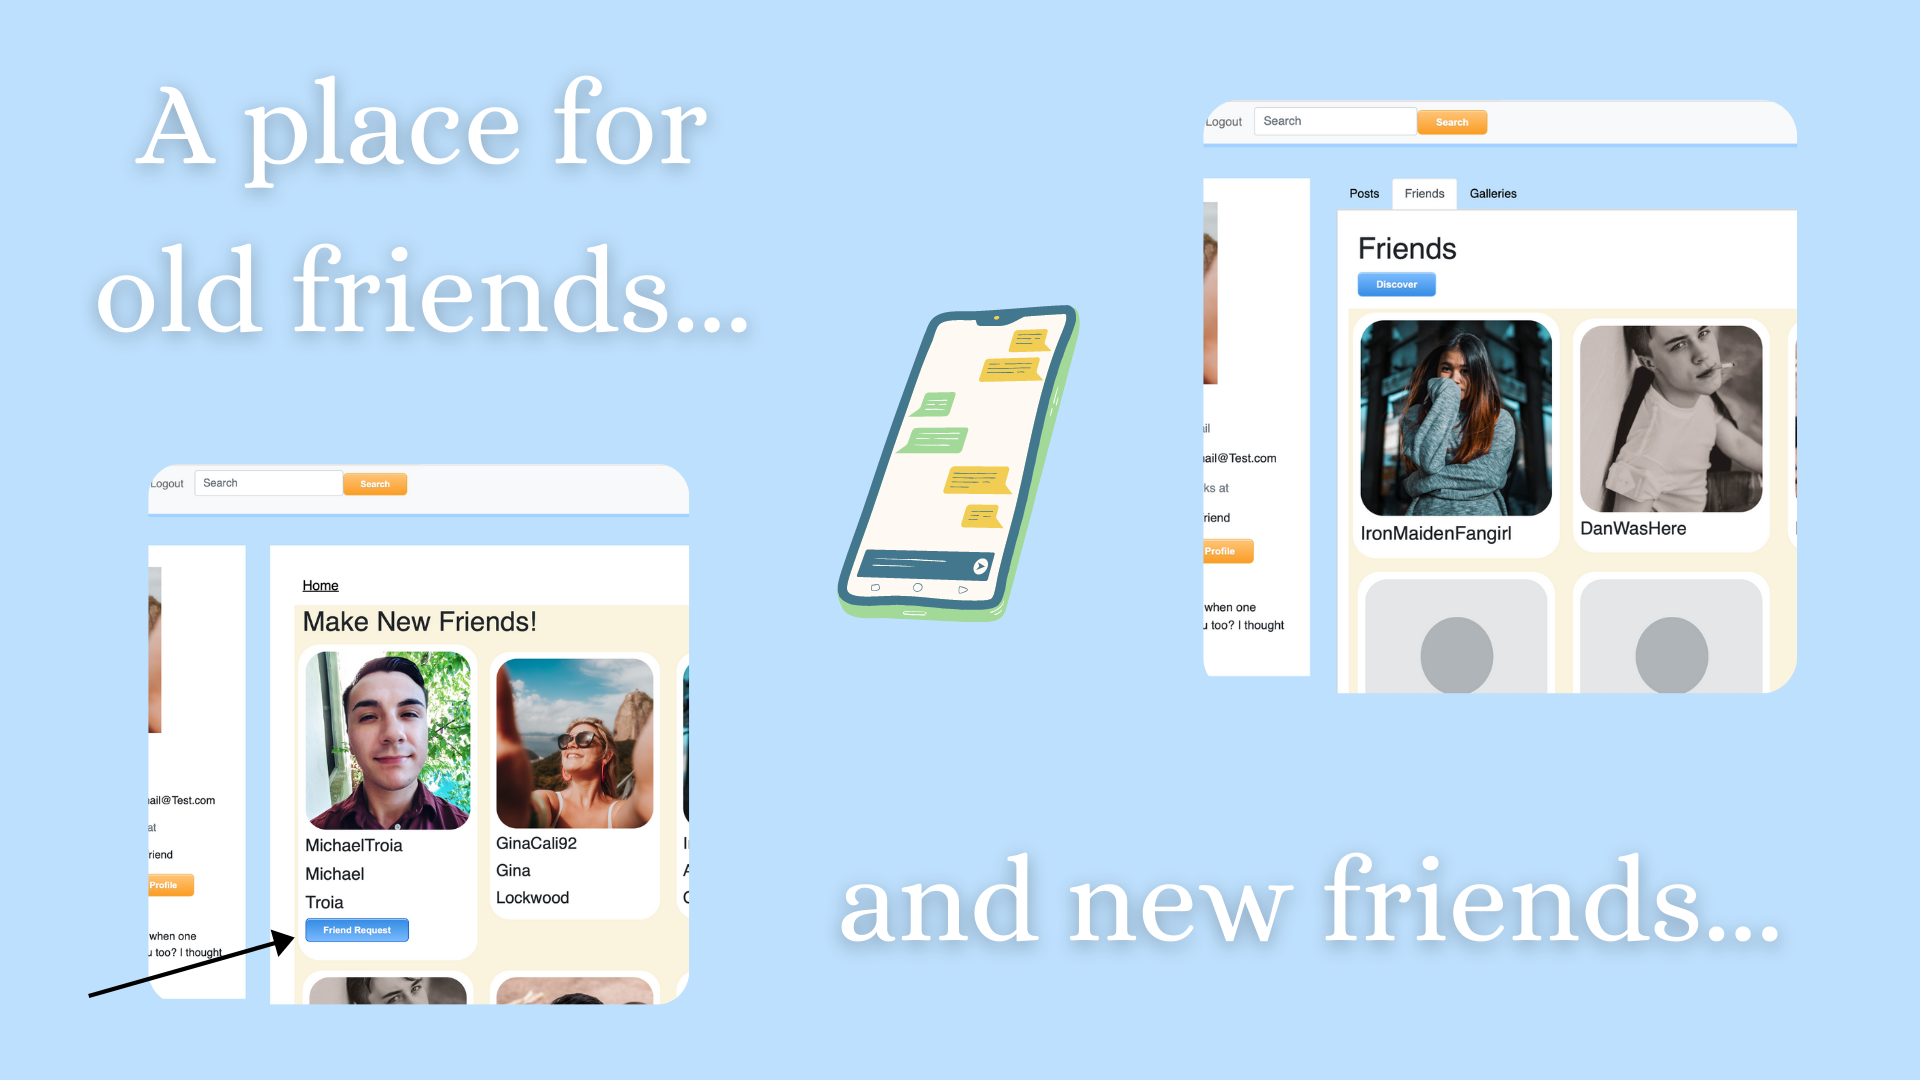 A place for
old friends...
Logout
Search
Search
Home
Make New Friends!
MichaelTroia
Michael
Troia
Friend Request
GinaCali92
Gina
Lockwood
ail@Test.com
at
riend
Profile
when one
u too? I thought
Logout
Search
Search
Posts
Friends
Galleries
Friends
Discover
IronMaidenFangirl
DanWasHere
ail
ail@Test.com
ks at
riend
Profile
when one
u too? I thought
and new friends...